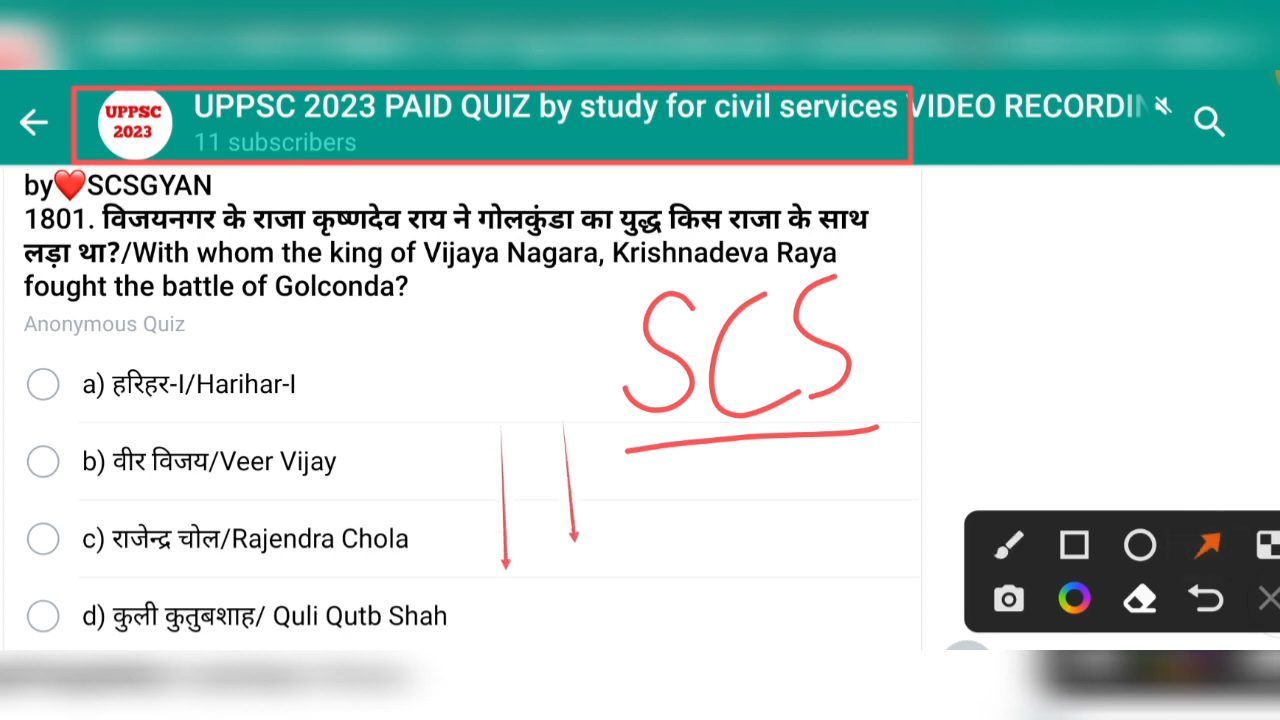 UPPSC
2023
UPPSC 2023 PAID QUIZ by study for civil services VIDEO RECORDIN
11 subscribers
by❤️SCSGYAN
1801. विजयनगर के राजा कृष्णदेव राय ने गोलकुंडा का युद्ध किस राजा के साथ
लड़ा था?/With whom the king of Vijaya Nagara, Krishnadeva Raya
fought the battle of Golconda?
Anonymous Quiz
SCS
a) हरिहर-I/Harihar-I
b) वीर विजय/Veer Vijay
c) राजेन्द्र चोल/Rajendra Chola
d) कुली कुतुबशाह/ Quli Qutb Shah